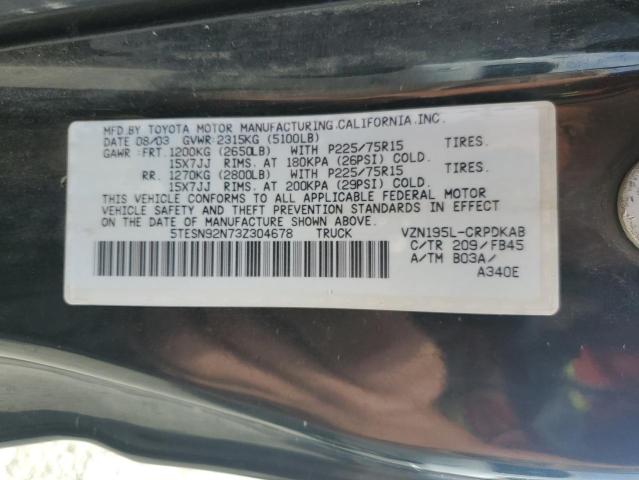 MFD.BY TOYOTA MOTOR MANUFACTURING.CALIFORNIA.INC.
DATE 08/03 GVWR:2315KG (5100LB)
GAWR: FRT.1200KG (2650LB) WITH P225/75R15 TIRES.
15X7JJ RIMS. AT 180KPA (26PSI) COLD.
RR. 1270KG (2800LB) WITH P225/75R15 TIRES.
15X7JJ RIMS. AT 200KPA (29PSI) COLD.
THIS VEHICLE CONFORMS TO ALL APPLICABLE FEDERAL MOTOR
VEHICLE SAFETY AND THEFT PREVENTION STANDARDS IN EFFECT
ON THE DATE OF MANUFACTURE SHOWN ABOVE.
5TESN92N73Z304678 TRUCK VZN195L-CRPDKAB
C/TR 209/FB45
A/TM B03A/
A340E